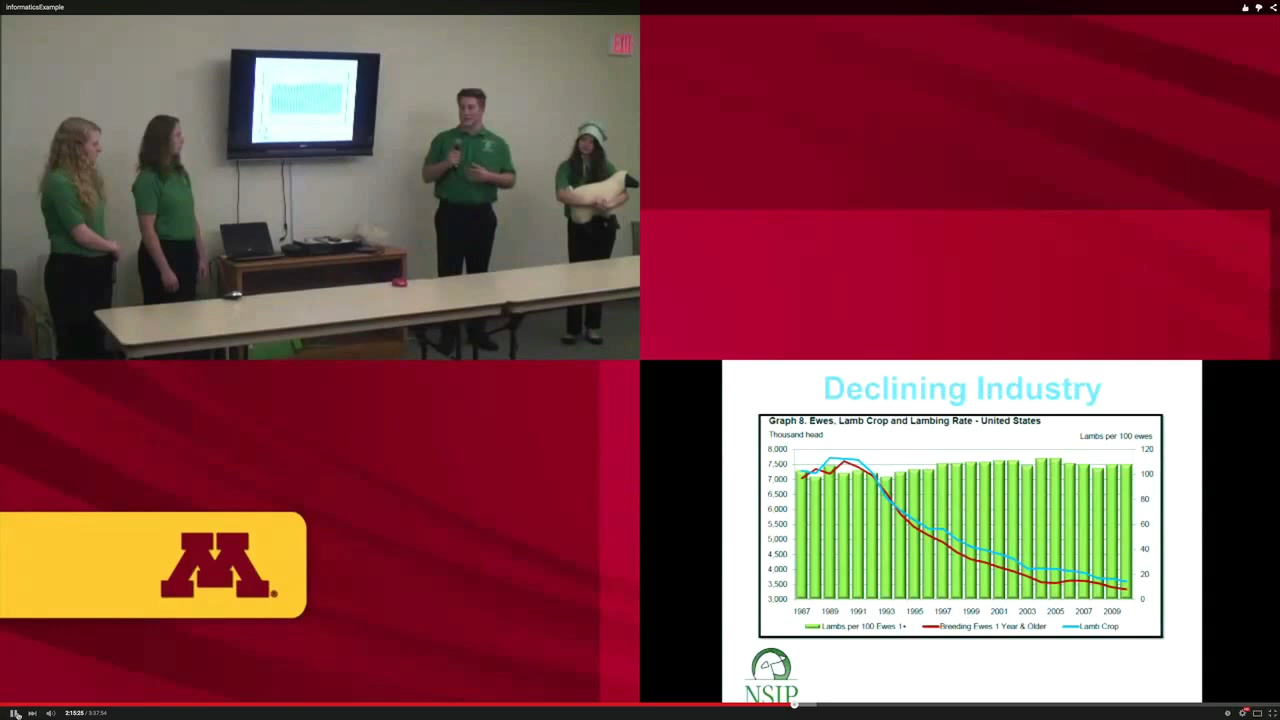 informaticsExample
EXIT
M
Declining Industry
Graph 8. Ewes, Lamb Crop and Lambing Rate - United States
Thousand head
Lambs per 100 ewes
8,000
7,500
7,000
6,500
6,000
5,500
5,000
4,500
4,000
3,500
3,000
120
100
80
60
40
20
0
1987 1989 1991 1993 1995 1997 1999 2001 2003 2005 2007 2009
Lambs per 100 Ewes 1+ Breeding Ewes 1 Year & Older Lamb Crop
NSIP
2:15:25 / 3:37:54